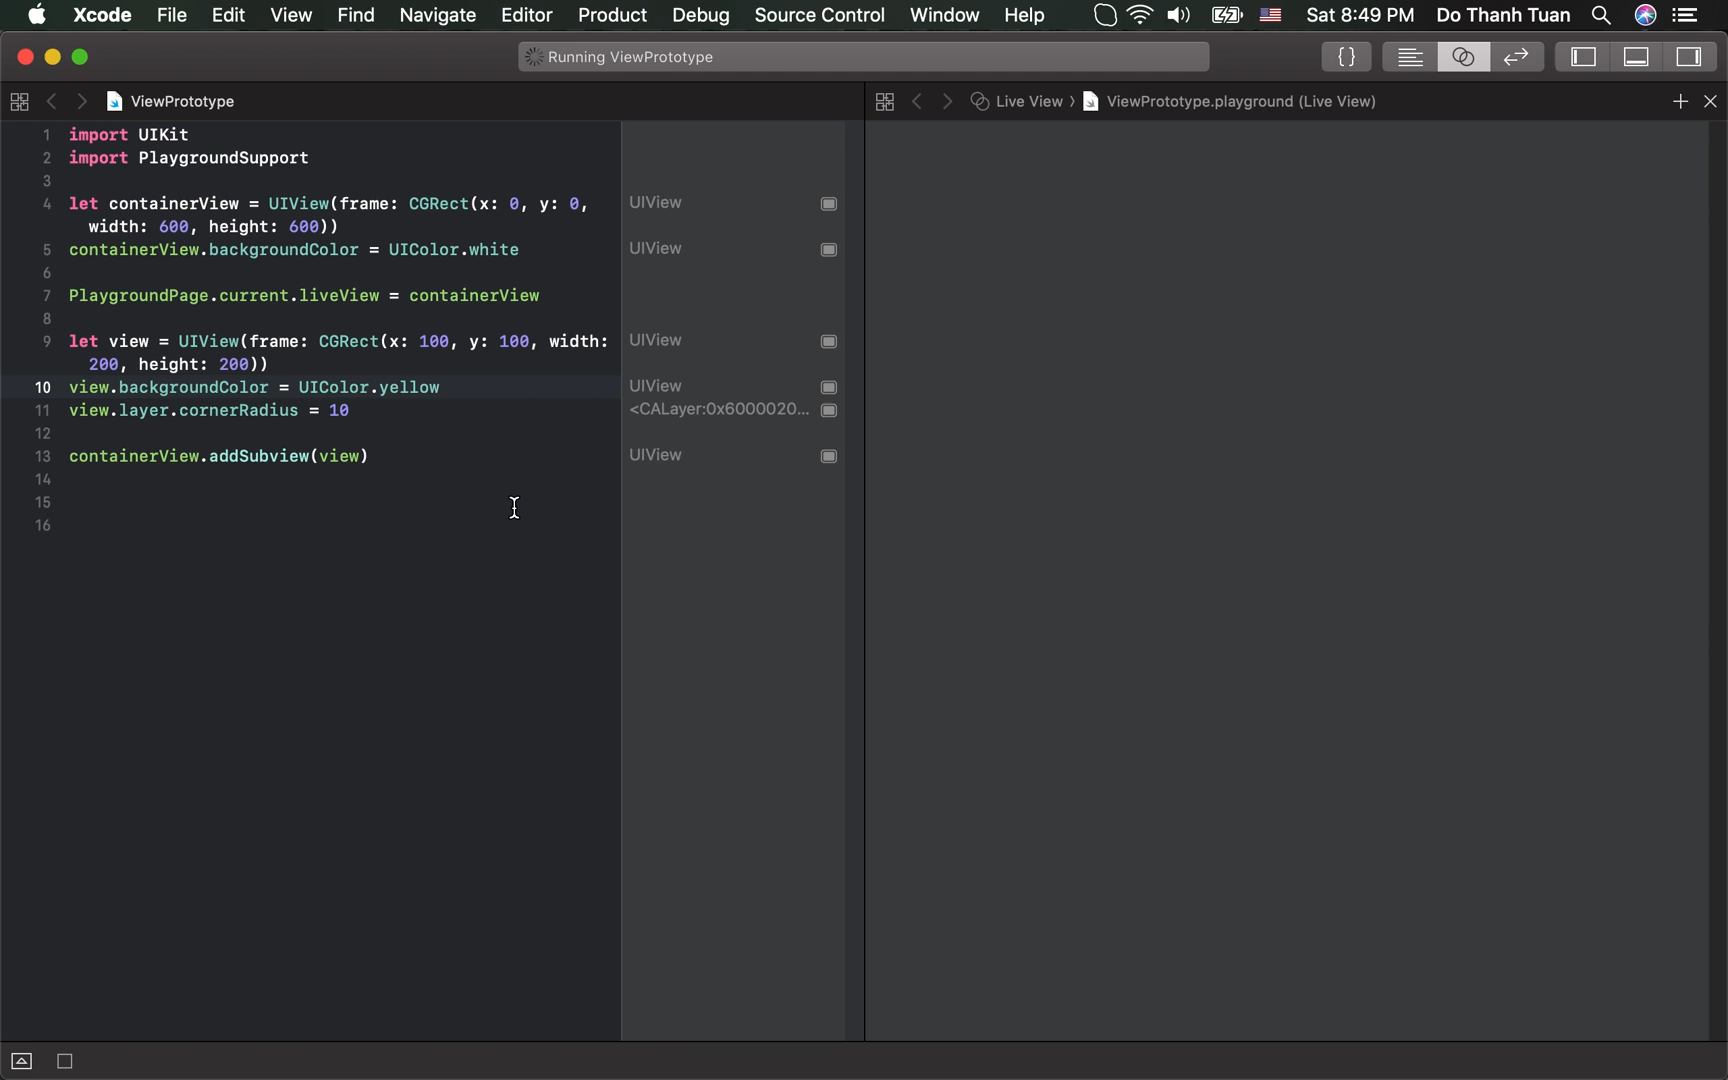 Xcode File Edit View Find Navigate Editor Product Debug Source Control Window Help Sat 8:49 PM Do Thanh Tuan
Running ViewPrototype
{}
ViewPrototype
Live View 〉 ViewPrototype.playground (Live View)
1 import UIKit
2 import PlaygroundSupport
3
4 let containerView = UIView(frame: CGRect(x: 0, y: 0,
width: 600, height: 600))
5 containerView.backgroundColor = UIColor.white
6
7 PlaygroundPage.current.liveView = containerView
8
9 let view = UIView(frame: CGRect(x: 100, y: 100, width:
200, height: 200))
10 view.backgroundColor = UIColor.yellow
11 view.layer.cornerRadius = 10
12
13 containerView.addSubview(view)
14
15
16
UIView
UIView
UIView
UIView
<CALayer:0x6000020...
UIView